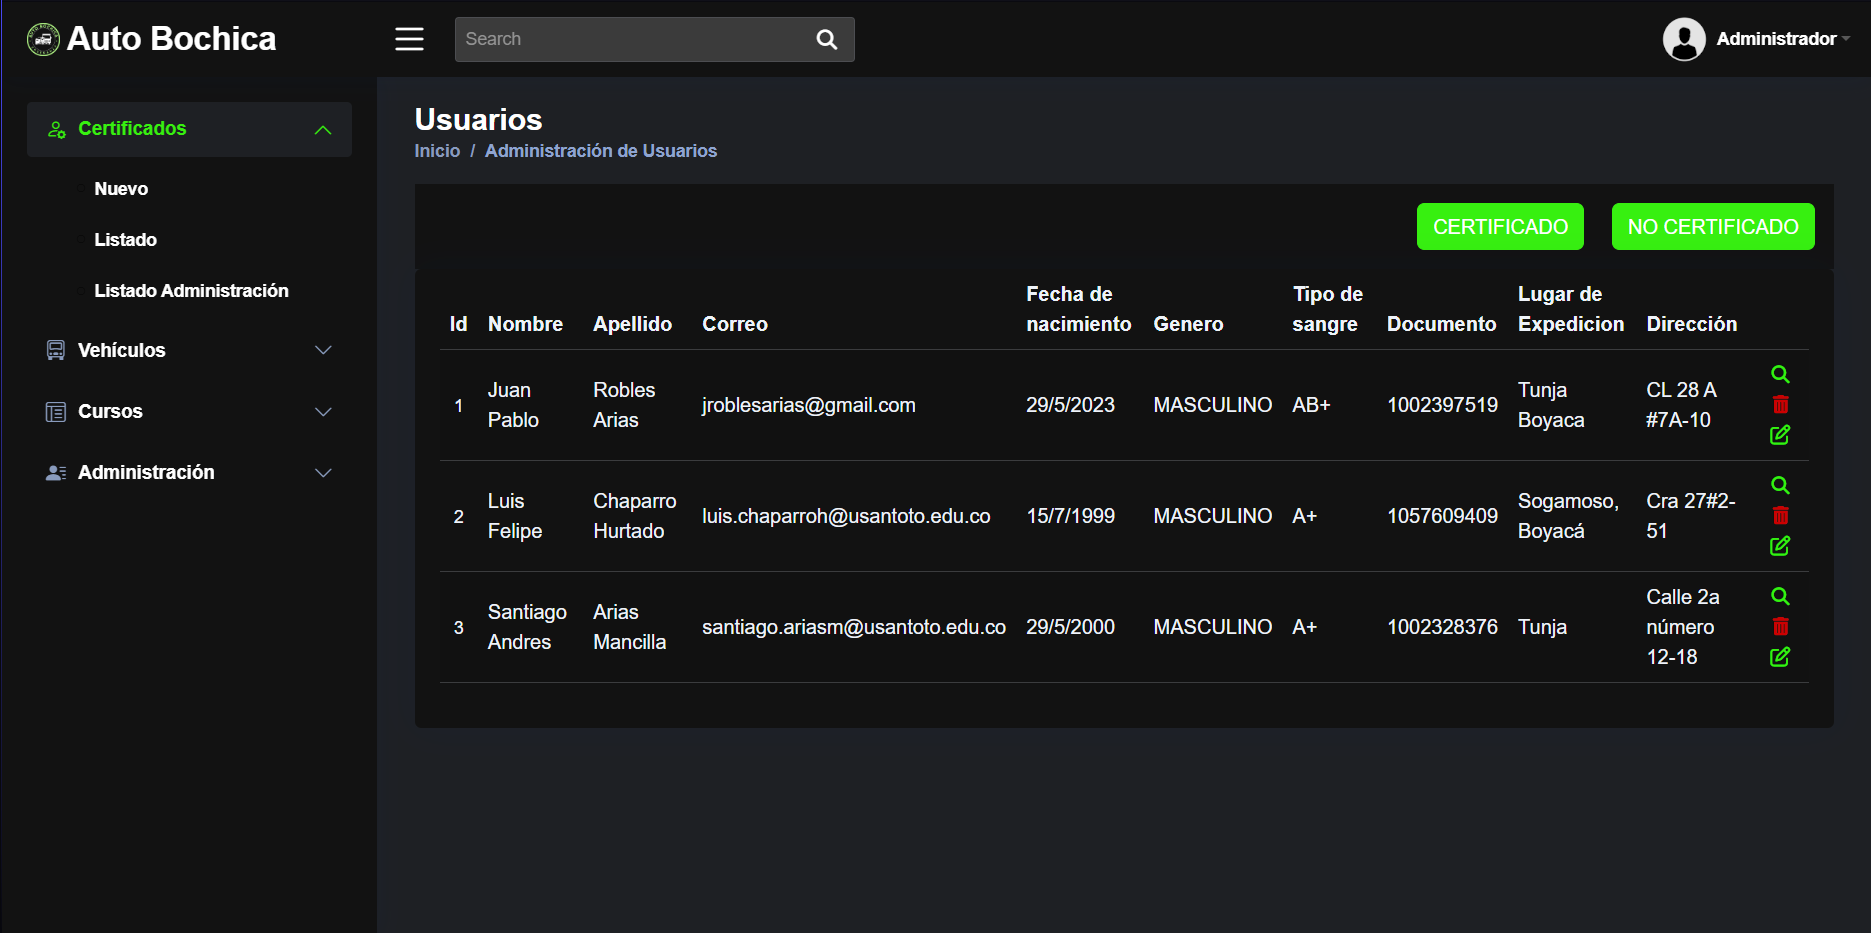 Auto Bochica
Search
Administrador
Certificados
Nuevo
Listado
Listado Administración
Vehículos
Cursos
Administración
Usuarios
Inicio / Administración de Usuarios
CERTIFICADO NO CERTIFICADO
Id Nombre Apellido Correo Fecha de nacimiento Genero Tipo de sangre Documento Lugar de Expedicion Dirección
1 Juan Pablo Robles Arias jroblesarias@gmail.com 29/5/2023 MASCULINO AB+ 1002397519 Tunja Boyaca CL 28 A #7A-10
2 Luis Felipe Chaparro Hurtado luis.chaparroh@usantoto.edu.co 15/7/1999 MASCULINO A+ 1057609409 Sogamoso, Boyacá Cra 27#2-51
3 Santiago Andres Arias Mancilla santiago.ariasm@usantoto.edu.co 29/5/2000 MASCULINO A+ 1002328376 Tunja Calle 2a número 12-18